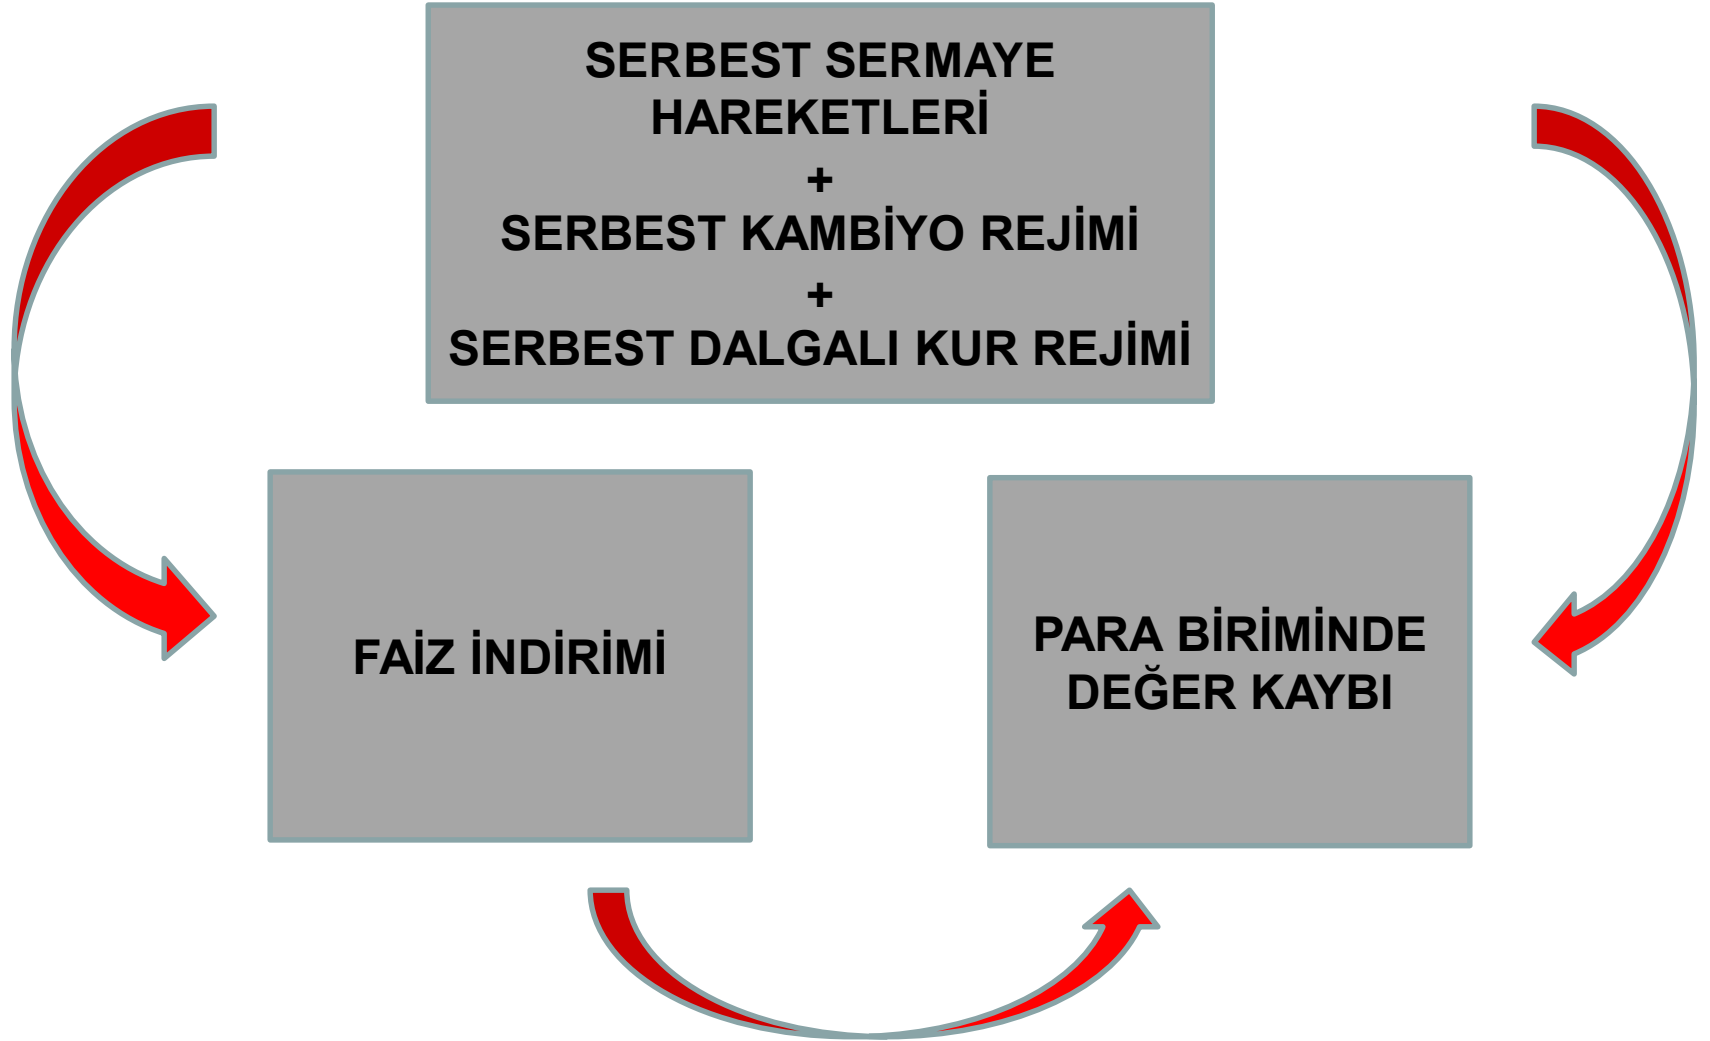 SERBEST SERMAYE
HAREKETLERİ
+
SERBEST KAMBİYO REJİMİ
+
SERBEST DALGALI KUR REJİMİ
FAİZ İNDİRİMİ
PARA BİRİMİNDE
DEĞER KAYBI